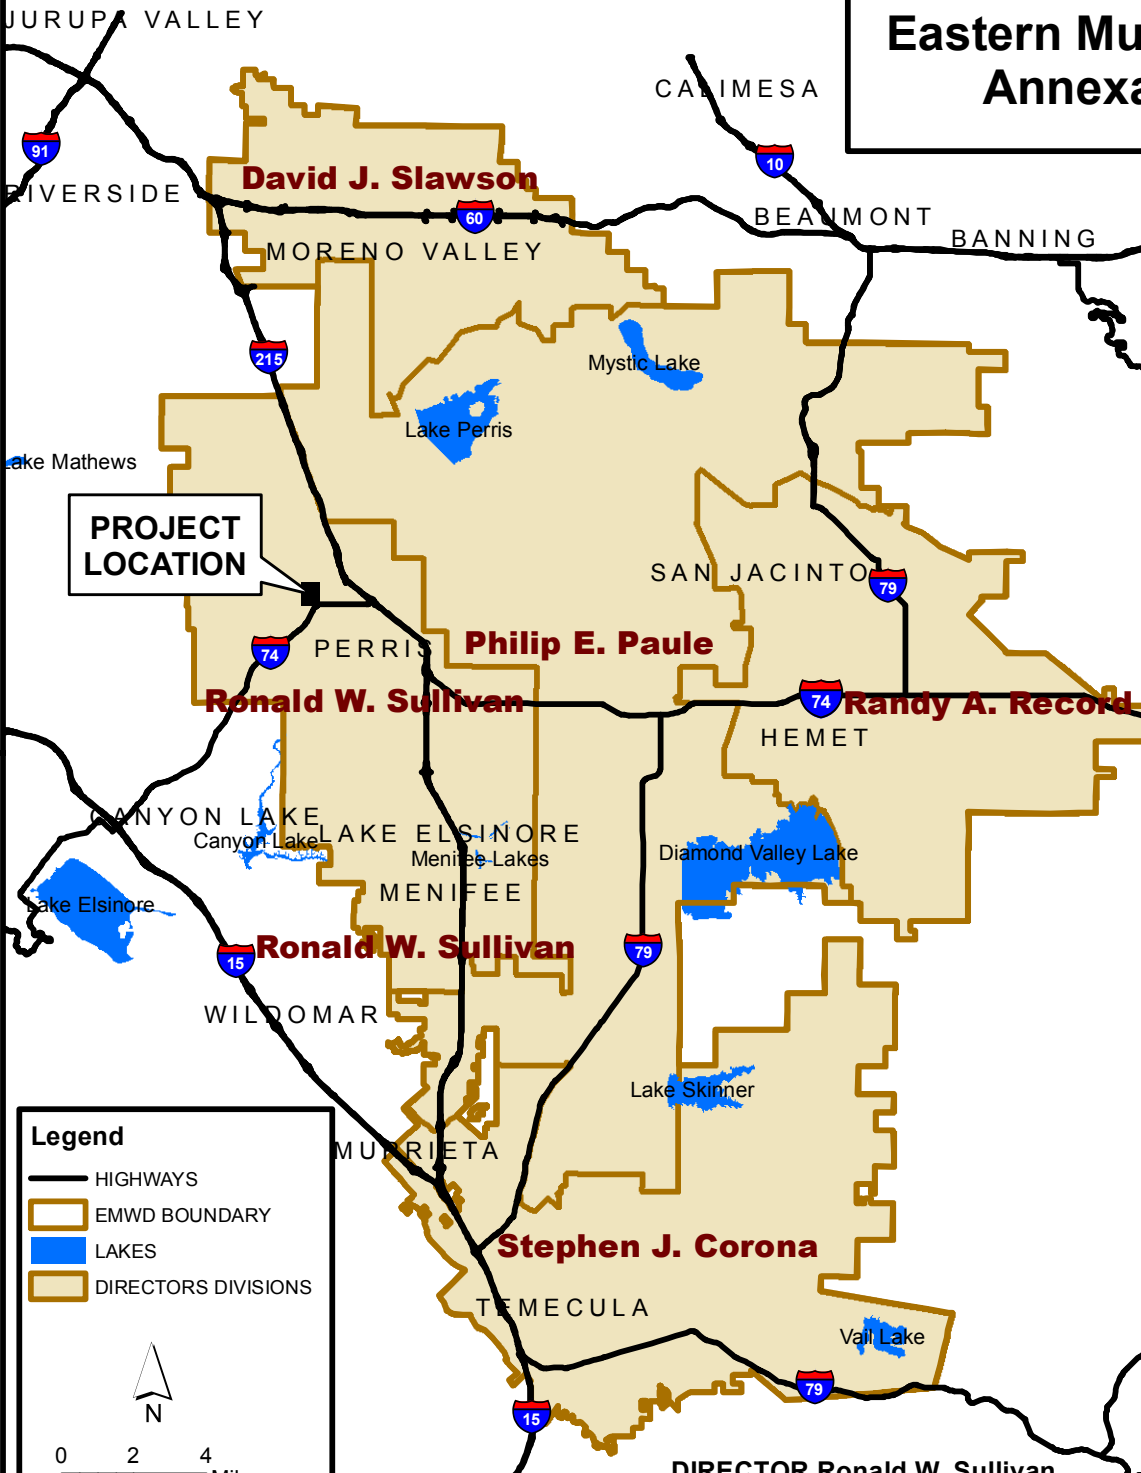 JURUPA VALLEY
Eastern Mu
Annexa
CALIMESA
91
10
RIVERSIDE
David J. Slawson
60
BEAUMONT
BANNING
MORENO VALLEY
215
Mystic Lake
Lake Perris
Lake Mathews
PROJECT
LOCATION
SAN JACINTO
79
74
PERRIS
Philip E. Paule
Ronald W. Sullivan
74
Randy A. Record
HEMET
CANYON LAKE
Canyon Lake
LAKE ELSINORE
Menifee Lakes
Diamond Valley Lake
MENIFEE
Lake Elsinore
15
Ronald W. Sullivan
79
WILDOMAR
Lake Skinner
Legend
HIGHWAYS
EMWD BOUNDARY
LAKES
DIRECTORS DIVISIONS
MURRIETA
Stephen J. Corona
TEMECULA
Vail Lake
79
15
N
0 2 4
Mil
DIRECTOR Ronald W. Sullivan